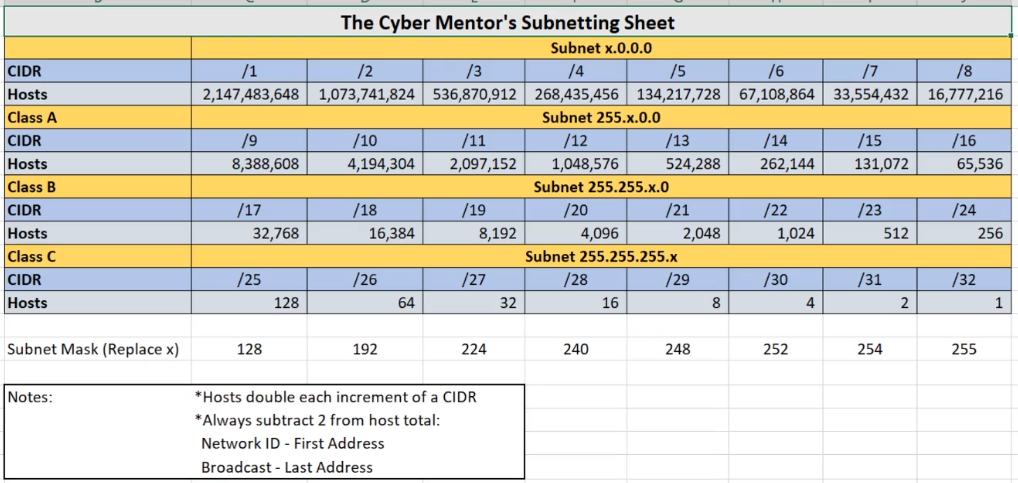 The Cyber Mentor's Subnetting Sheet
Subnet x.0.0.0
CIDR /1 /2 /3 /4 /5 /6 /7 /8
Hosts 2,147,483,648 1,073,741,824 536,870,912 268,435,456 134,217,728 67,108,864 33,554,432 16,777,216
Class A Subnet 255.x.0.0
CIDR /9 /10 /11 /12 /13 /14 /15 /16
Hosts 8,388,608 4,194,304 2,097,152 1,048,576 524,288 262,144 131,072 65,536
Class B Subnet 255.255.x.0
CIDR /17 /18 /19 /20 /21 /22 /23 /24
Hosts 32,768 16,384 8,192 4,096 2,048 1,024 512 256
Class C Subnet 255.255.255.x
CIDR /25 /26 /27 /28 /29 /30 /31 /32
Hosts 128 64 32 16 8 4 2 1
Subnet Mask (Replace x) 128 192 224 240 248 252 254 255
Notes: *Hosts double each increment of a CIDR
*Always subtract 2 from host total:
Network ID - First Address
Broadcast - Last Address